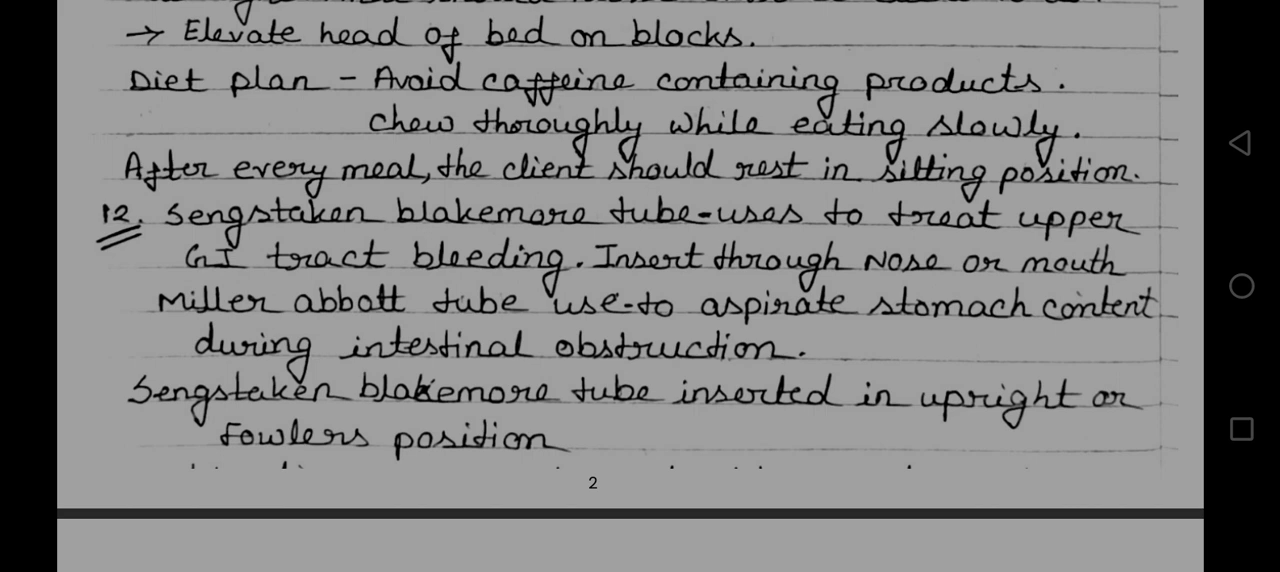 → Elevate head of bed on blocks.
Diet plan - Avoid caffeine containing products.
chew thoroughly while eating slowly.
After every meal, the client should rest in sitting position.
12. Sengstaken blakemore tube-uses to treat upper
GI tract bleeding. Insert through Nose or mouth
Miller abbott tube use-to aspirate stomach content
during intestinal obstruction.
Sengstaken blakemore tube inserted in upright or
fowlers position
2